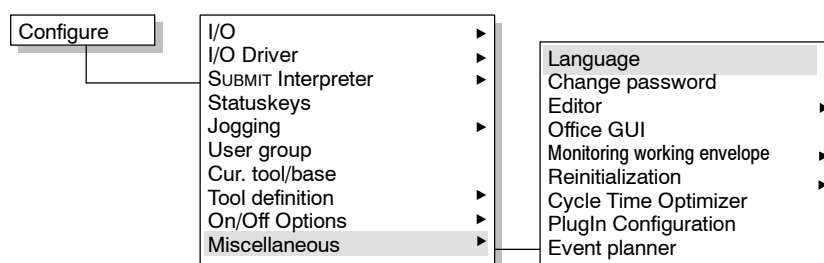 Configure
I/O
I/O Driver
SUBMIT Interpreter
Statuskeys
Jogging
User group
Cur. tool/base
Tool definition
On/Off Options
Miscellaneous
Language
Change password
Editor
Office GUI
Monitoring working envelope
Reinitialization
Cycle Time Optimizer
PlugIn Configuration
Event planner